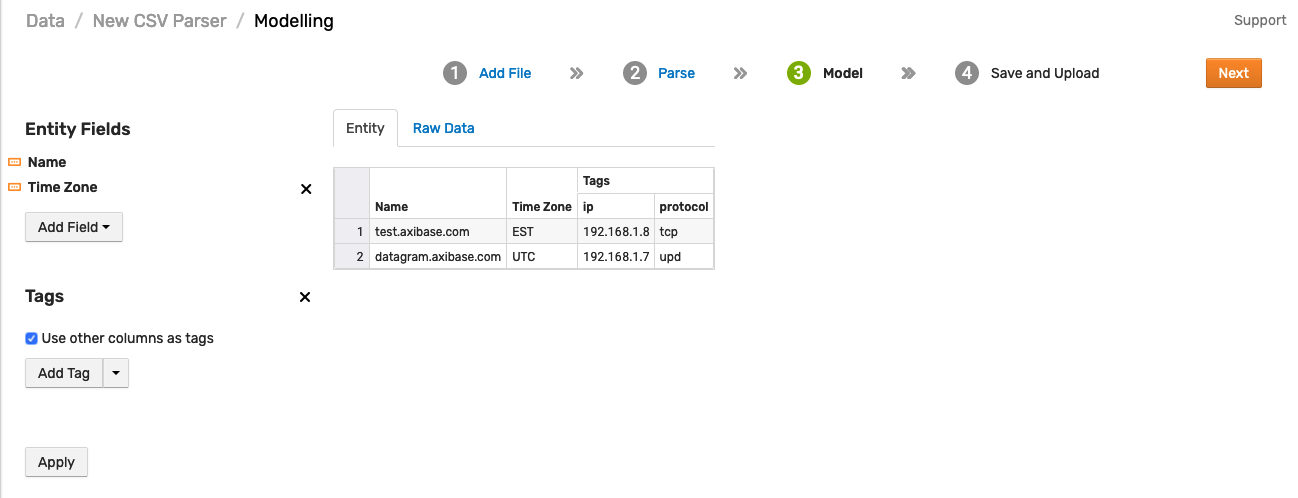 Data / New CSV Parser / Modelling
Support
1 Add File » 2 Parse » 3 Model » 4 Save and Upload
Next
Entity Fields
Name
Time Zone
Add Field
Tags
Use other columns as tags
Add Tag
Apply
Entity Raw Data
Tags
Name Time Zone ip protocol
1 test.axibase.com EST 192.168.1.8 tcp
2 datagram.axibase.com UTC 192.168.1.7 upd